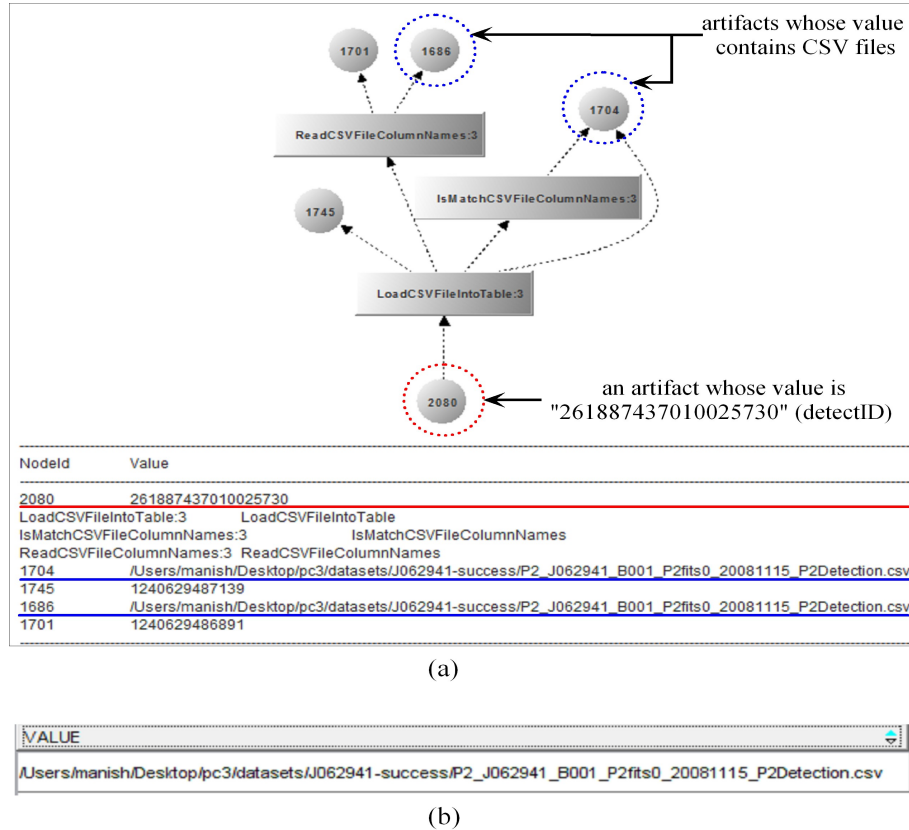 artifacts whose value
contains CSV files
1701
1686
1704
ReadCSVFileColumnNames:3
IsMatchCSVFileColumnNames:3
1745
LoadCSVFileIntoTable:3
2080
an artifact whose value is
"261887437010025730" (detectID)
NodeId Value
2080 261887437010025730
LoadCSVFileIntoTable:3 LoadCSVFileIntoTable
IsMatchCSVFileColumnNames:3 IsMatchCSVFileColumnNames
ReadCSVFileColumnNames:3 ReadCSVFileColumnNames
1704 /Users/manish/Desktop/pc3/datasets/J062941-success/P2_J062941_B001_P2fits0_20081115_P2Detection.csv
1745 1240629487139
1686 /Users/manish/Desktop/pc3/datasets/J062941-success/P2_J062941_B001_P2fits0_20081115_P2Detection.csv
1701 1240629486891
(a)
VALUE
/Users/manish/Desktop/pc3/datasets/J062941-success/P2_J062941_B001_P2fits0_20081115_P2Detection.csv
(b)